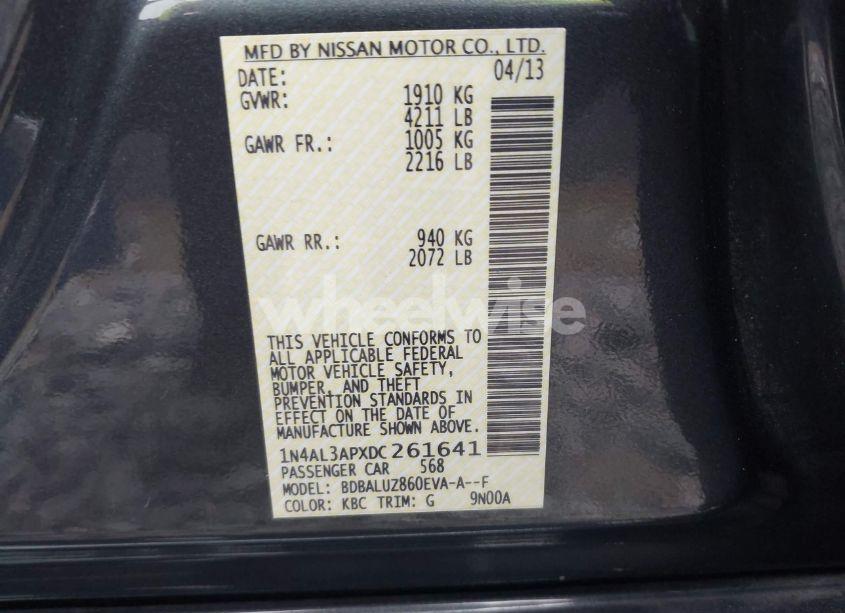 MFD BY NISSAN MOTOR CO., LTD.
DATE: 04/13
GVWR: 1910 KG
4211 LB
GAWR FR.: 1005 KG
2216 LB
GAWR RR.: 940 KG
2072 LB
wheelwise
THIS VEHICLE CONFORMS TO
ALL APPLICABLE FEDERAL
MOTOR VEHICLE SAFETY,
BUMPER, AND THEFT
PREVENTION STANDARDS IN
EFFECT ON THE DATE OF
MANUFACTURE SHOWN ABOVE.
1N4AL3APXDC261641
PASSENGER CAR 568
MODEL: BDBALUZ860EVA-A--F
COLOR: KBC TRIM: G 9N00A